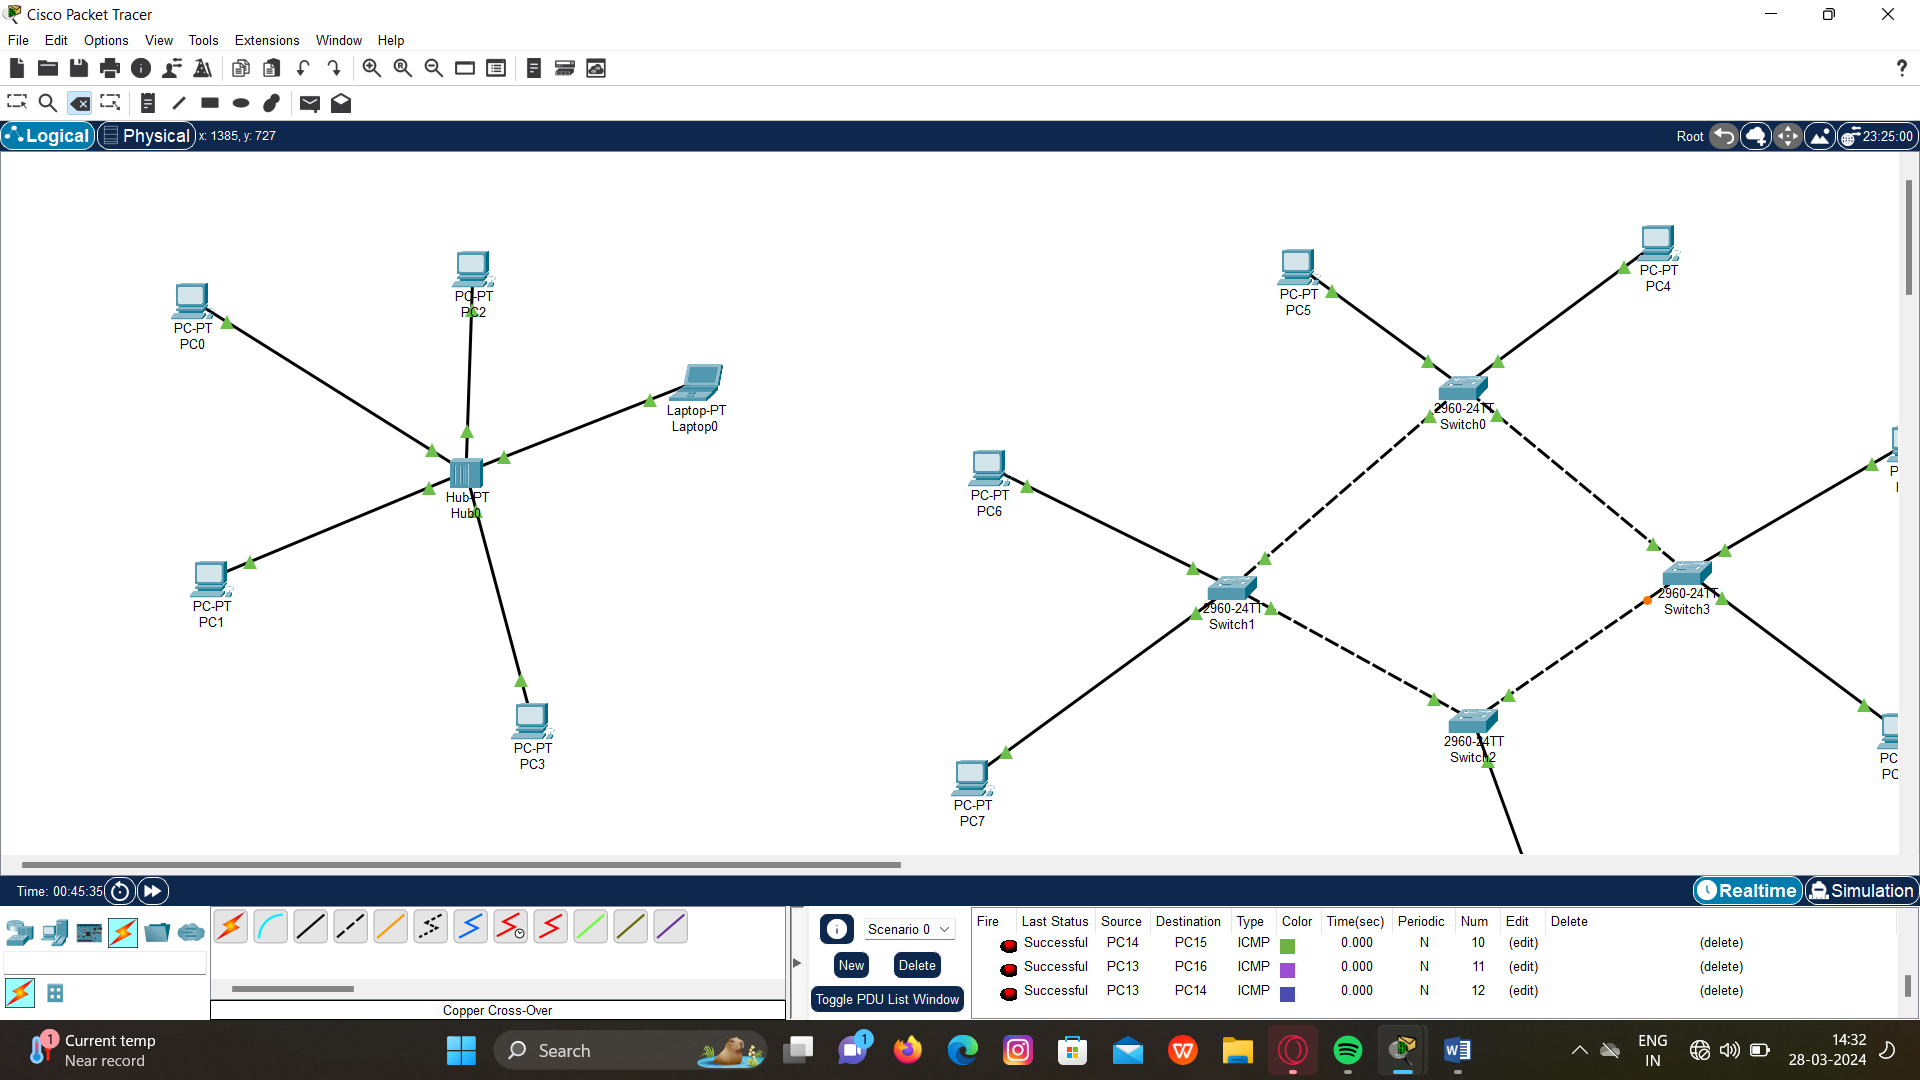 Cisco Packet Tracer
File Edit Options View Tools Extensions Window Help
?
Logical Physical x: 1385, y: 727 Root 23:25:00
PC-PT
PC4
PC-PT
PC5
PC-PT
PC2
PC-PT
PC0
Laptop-PT
Laptop0
2960-24TT
Switch0
PC-PT
PC6
Hub-PT
Hub0
PC-PT
PC1
2960-24TT
Switch1
2960-24TT
Switch3
PC-PT
PC3
2960-24TT
Switch2
PC
PC
PC-PT
PC7
Time: 00:45:35 Realtime Simulation
Scenario 0
New Delete
Toggle PDU List Window
Copper Cross-Over
Fire Last Status Source Destination Type Color Time(sec) Periodic Num Edit Delete
Successful PC14 PC15 ICMP 0.000 N 10 (edit) (delete)
Successful PC13 PC16 ICMP 0.000 N 11 (edit) (delete)
Successful PC13 PC14 ICMP 0.000 N 12 (edit) (delete)
1 Current temp
Near record
Search
1
ENG
IN
14:32
28-03-2024